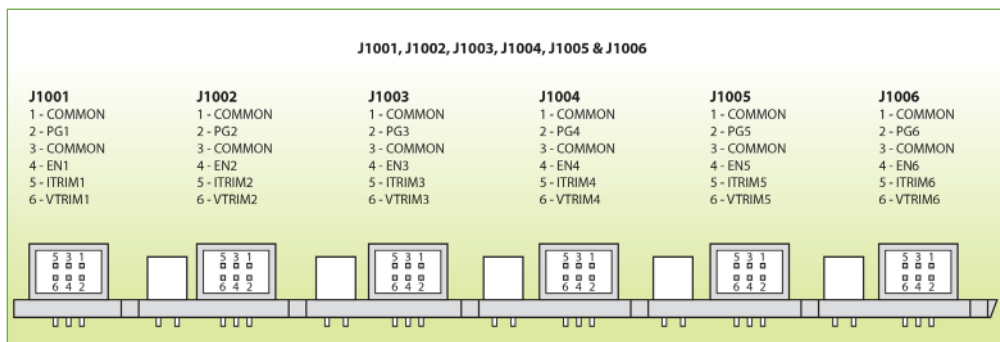 J1001, J1002, J1003, J1004, J1005 & J1006
J1001
1 - COMMON
2 - PG1
3 - COMMON
4 - EN1
5 - ITRIM1
6 - VTRIM1
J1002
1 - COMMON
2 - PG2
3 - COMMON
4 - EN2
5 - ITRIM2
6 - VTRIM2
J1003
1 - COMMON
2 - PG3
3 - COMMON
4 - EN3
5 - ITRIM3
6 - VTRIM3
J1004
1 - COMMON
2 - PG4
3 - COMMON
4 - EN4
5 - ITRIM4
6 - VTRIM4
J1005
1 - COMMON
2 - PG5
3 - COMMON
4 - EN5
5 - ITRIM5
6 - VTRIM5
J1006
1 - COMMON
2 - PG6
3 - COMMON
4 - EN6
5 - ITRIM6
6 - VTRIM6
5 3 1
6 4 2
5 3 1
6 4 2
5 3 1
6 4 2
5 3 1
6 4 2
5 3 1
6 4 2
5 3 1
6 4 2